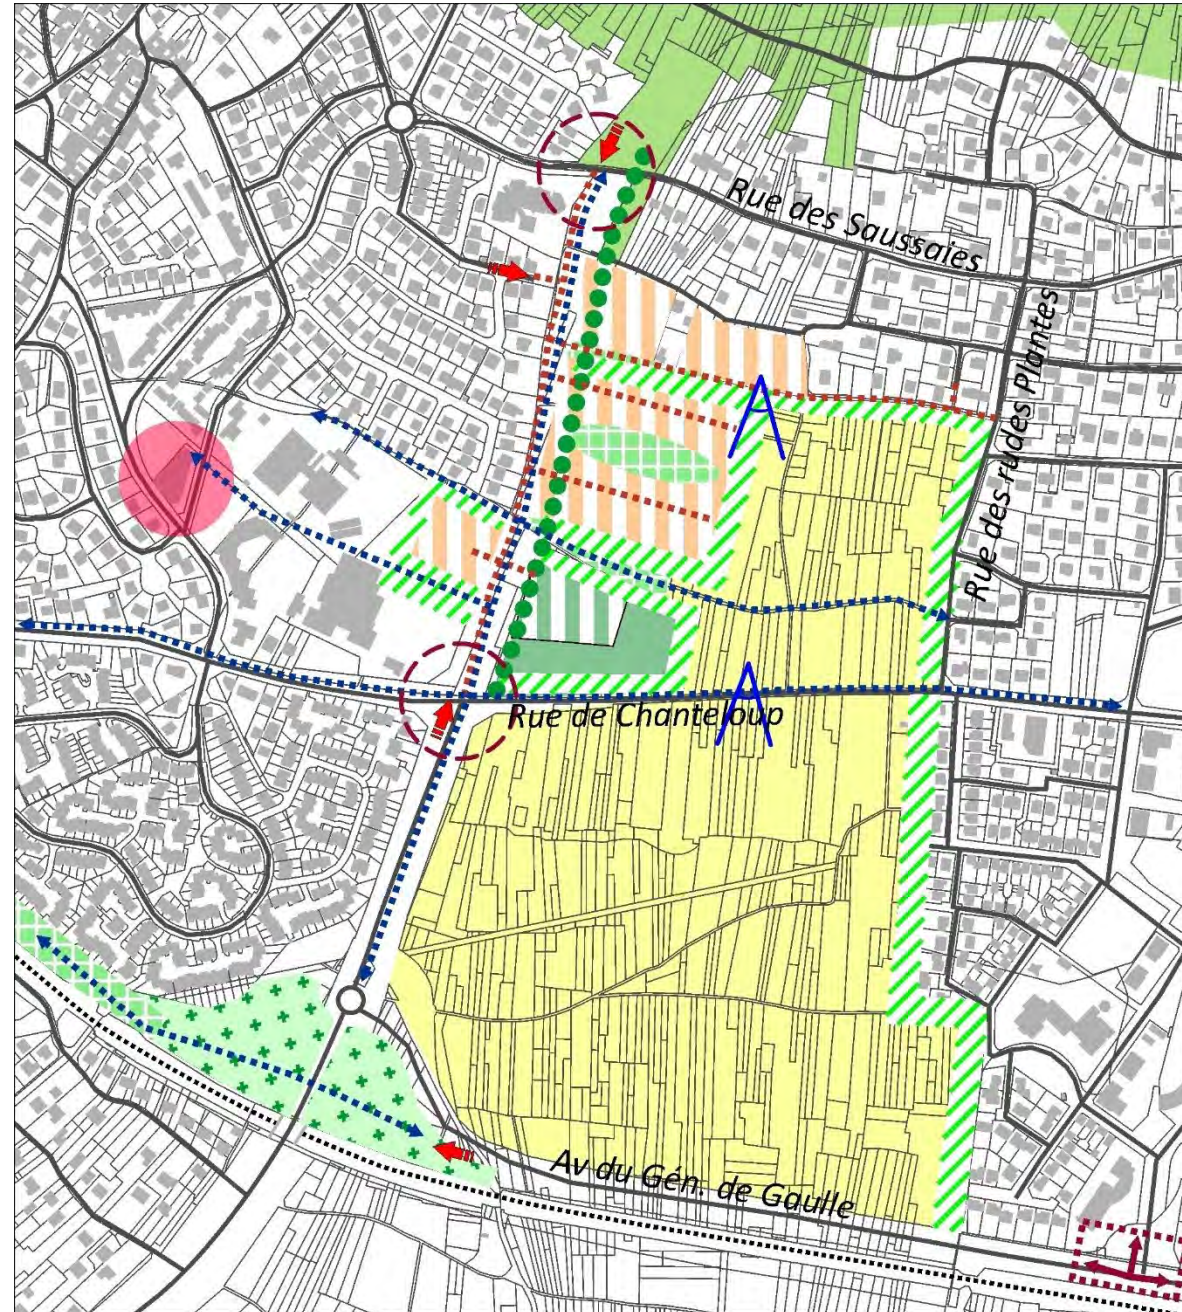 Rue des Saussaies
Rue des rudes Plantes
Rue de Chanteloup
Av du Gén. de Gaulle